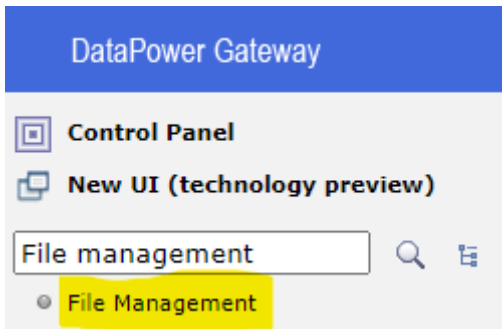 DataPower Gateway
Control Panel
New UI (technology preview)
File management
File Management